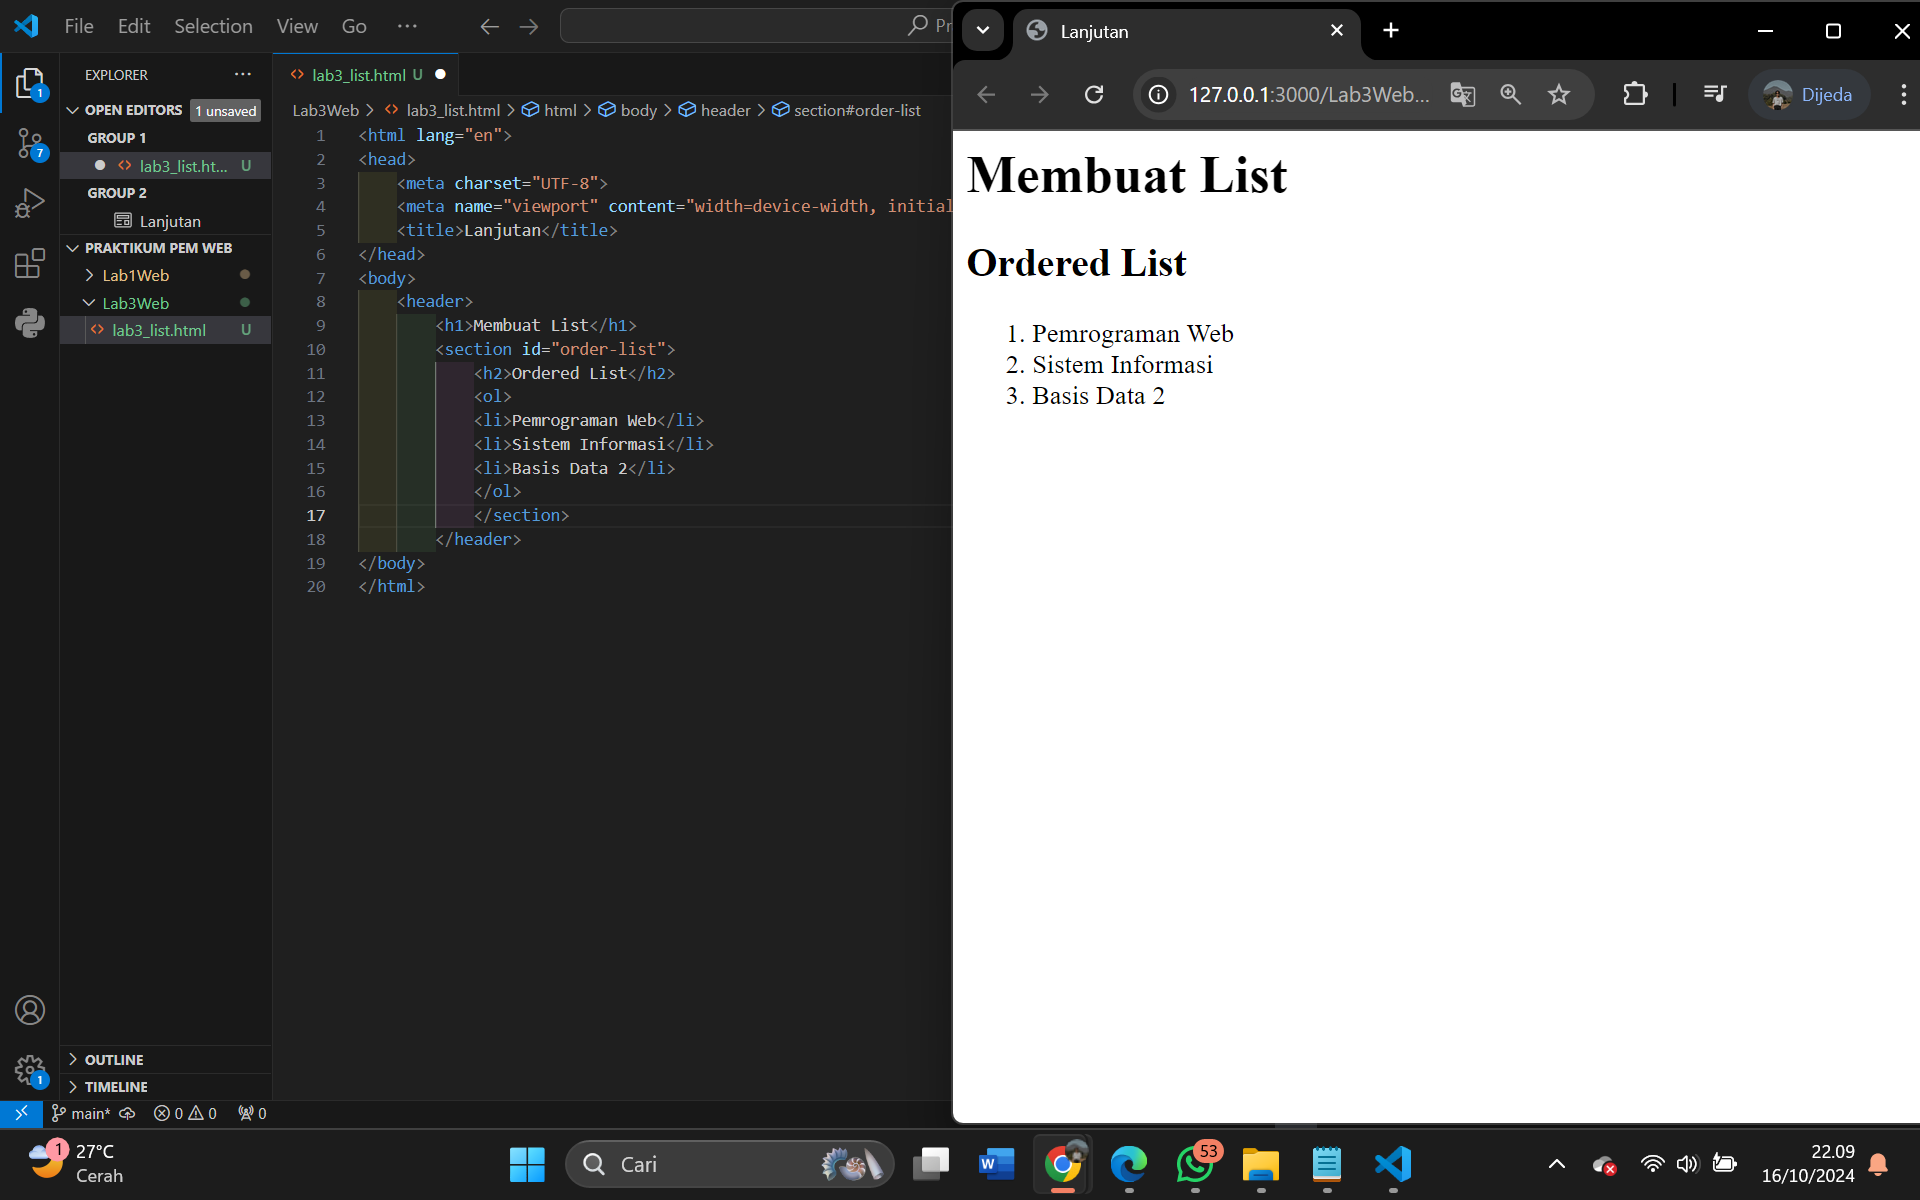 File Edit Selection View Go ···
EXPLORER ···
OPEN EDITORS 1 unsaved
GROUP 1
lab3_list.ht... U
GROUP 2
Lanjutan
PRAKTIKUM PEM WEB
Lab1Web
Lab3Web
lab3_list.html U
OUTLINE
TIMELINE
1
7
1
lab3_list.html U
Lab3Web > lab3_list.html > html > body > header > section#order-list
1 <html lang="en">
2 <head>
3 <meta charset="UTF-8">
4 <meta name="viewport" content="width=device-width, initial
5 <title>Lanjutan</title>
6 </head>
7 <body>
8 <header>
9 <h1>Membuat List</h1>
10 <section id="order-list">
11 <h2>Ordered List</h2>
12 <ol>
13 <li>Pemrograman Web</li>
14 <li>Sistem Informasi</li>
15 <li>Basis Data 2</li>
16 </ol>
17 </section>
18 </header>
19 </body>
20 </html>
main* 0 0 0
Lanjutan
127.0.0.1:3000/Lab3Web... Dijeda
Membuat List
Ordered List
1. Pemrograman Web
2. Sistem Informasi
3. Basis Data 2
1 27°C
Cerah
Cari
53
22.09
16/10/2024